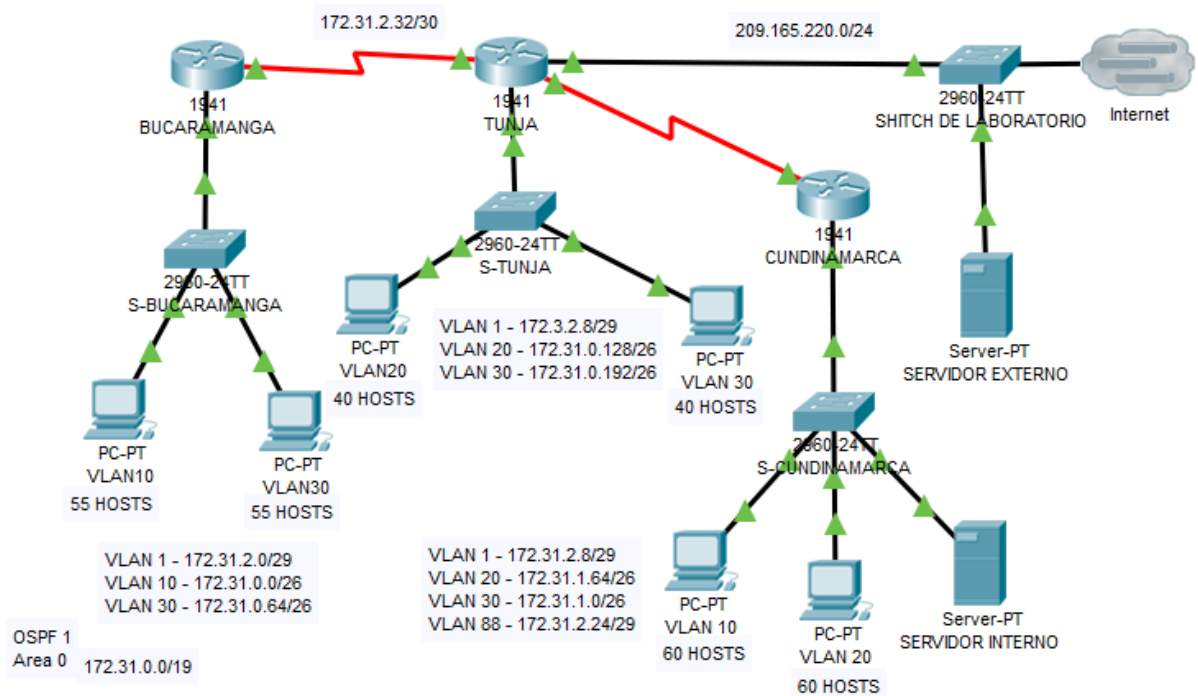 172.31.2.32/30
209.165.220.0/24
1941
BUCARAMANGA
1941
TUNJA
2960-24TT
SHITCH DE LABORATORIO
Internet
1941
CUNDINAMARCA
2960-24TT
S-BUCARAMANGA
2960-24TT
S-TUNJA
PC-PT
VLAN20
40 HOSTS
VLAN 1 - 172.3.2.8/29
VLAN 20 - 172.31.0.128/26
VLAN 30 - 172.31.0.192/26
PC-PT
VLAN 30
40 HOSTS
Server-PT
SERVIDOR EXTERNO
PC-PT
VLAN10
55 HOSTS
PC-PT
VLAN30
55 HOSTS
2960-24TT
S-CUNDINAMARCA
VLAN 1 - 172.31.2.0/29
VLAN 10 - 172.31.0.0/26
VLAN 30 - 172.31.0.64/26
VLAN 1 - 172.31.2.8/29
VLAN 20 - 172.31.1.64/26
VLAN 30 - 172.31.1.0/26
VLAN 88 - 172.31.2.24/29
PC-PT
VLAN 10
60 HOSTS
PC-PT
VLAN 20
60 HOSTS
Server-PT
SERVIDOR INTERNO
OSPF 1
Area 0
172.31.0.0/19